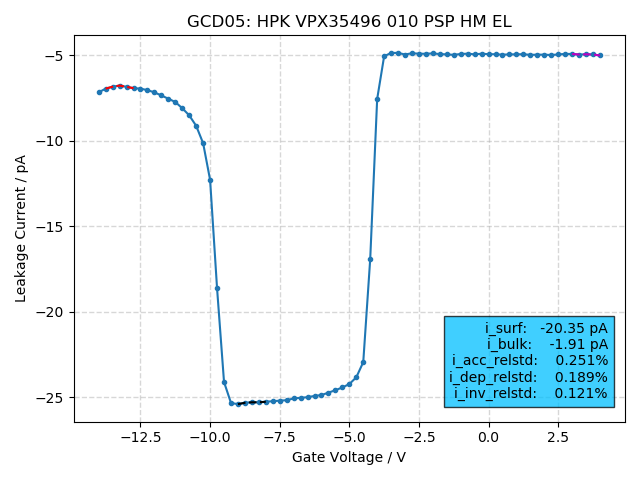 GCD05: HPK VPX35496 010 PSP HM EL
Leakage Current / pA
−5
−10
−15
−20
−25
i_surf: -20.35 pA
i_bulk: -1.91 pA
i_acc_relstd: 0.251%
i_dep_relstd: 0.189%
i_inv_relstd: 0.121%
−12.5 −10.0 −7.5 −5.0 −2.5 0.0 2.5
Gate Voltage / V